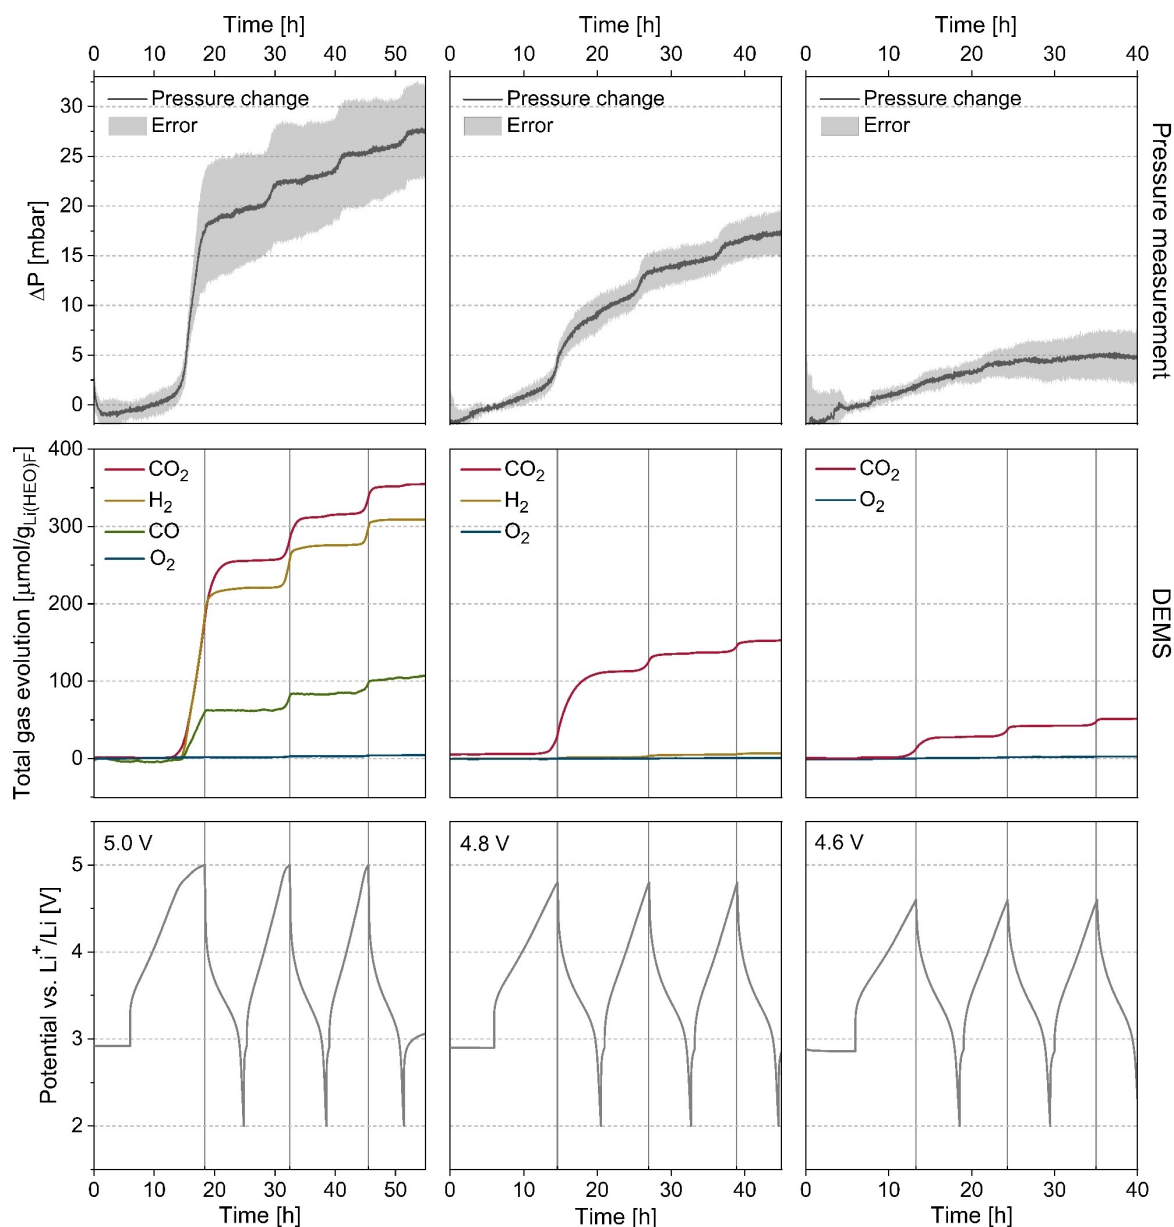 Time [h] Time [h] Time [h]
0 10 20 30 40 50 0 10 20 30 40 0 10 20 30 40
Pressure change Pressure change Pressure change
Error Error Error
30
25
20
15
10
5
0
ΔP [mbar]
Pressure measurement
400
300
200
100
0
Total gas evolution [µmol/gLi(HEO)F]
CO2 CO2 CO2
H2 H2 O2
CO O2
O2
DEMS
5.0 V 4.8 V 4.6 V
5
4
3
2
Potential vs. Li+/Li [V]
0 10 20 30 40 50 0 10 20 30 40 0 10 20 30 40
Time [h] Time [h] Time [h]